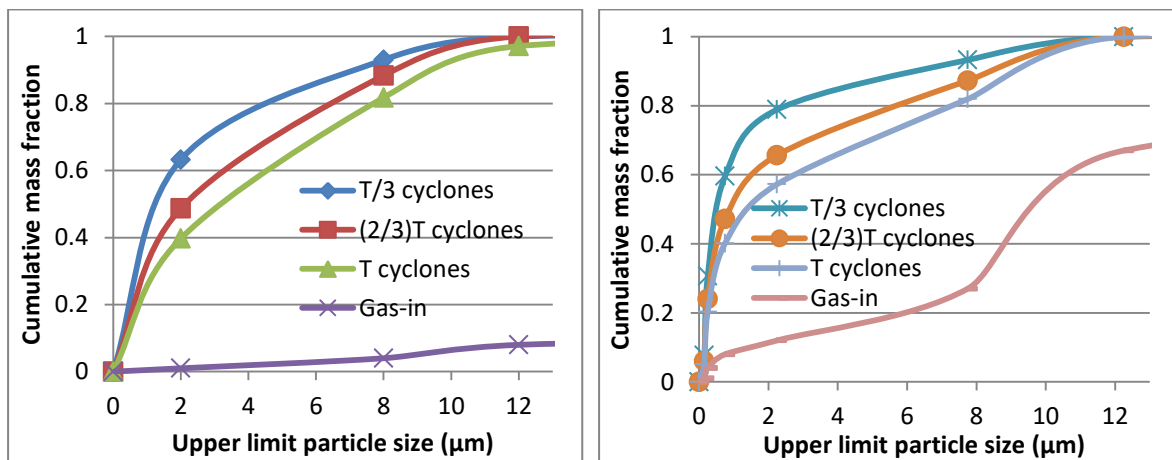 Cumulative mass fraction
1
0.8
0.6
0.4
0.2
0
T/3 cyclones
(2/3)T cyclones
T cyclones
Gas-in
0 2 4 6 8 10 12
Upper limit particle size (µm)
Cumulative mass fraction
1
0.8
0.6
0.4
0.2
0
T/3 cyclones
(2/3)T cyclones
T cyclones
Gas-in
0 2 4 6 8 10 12
Upper limit particle size (µm)